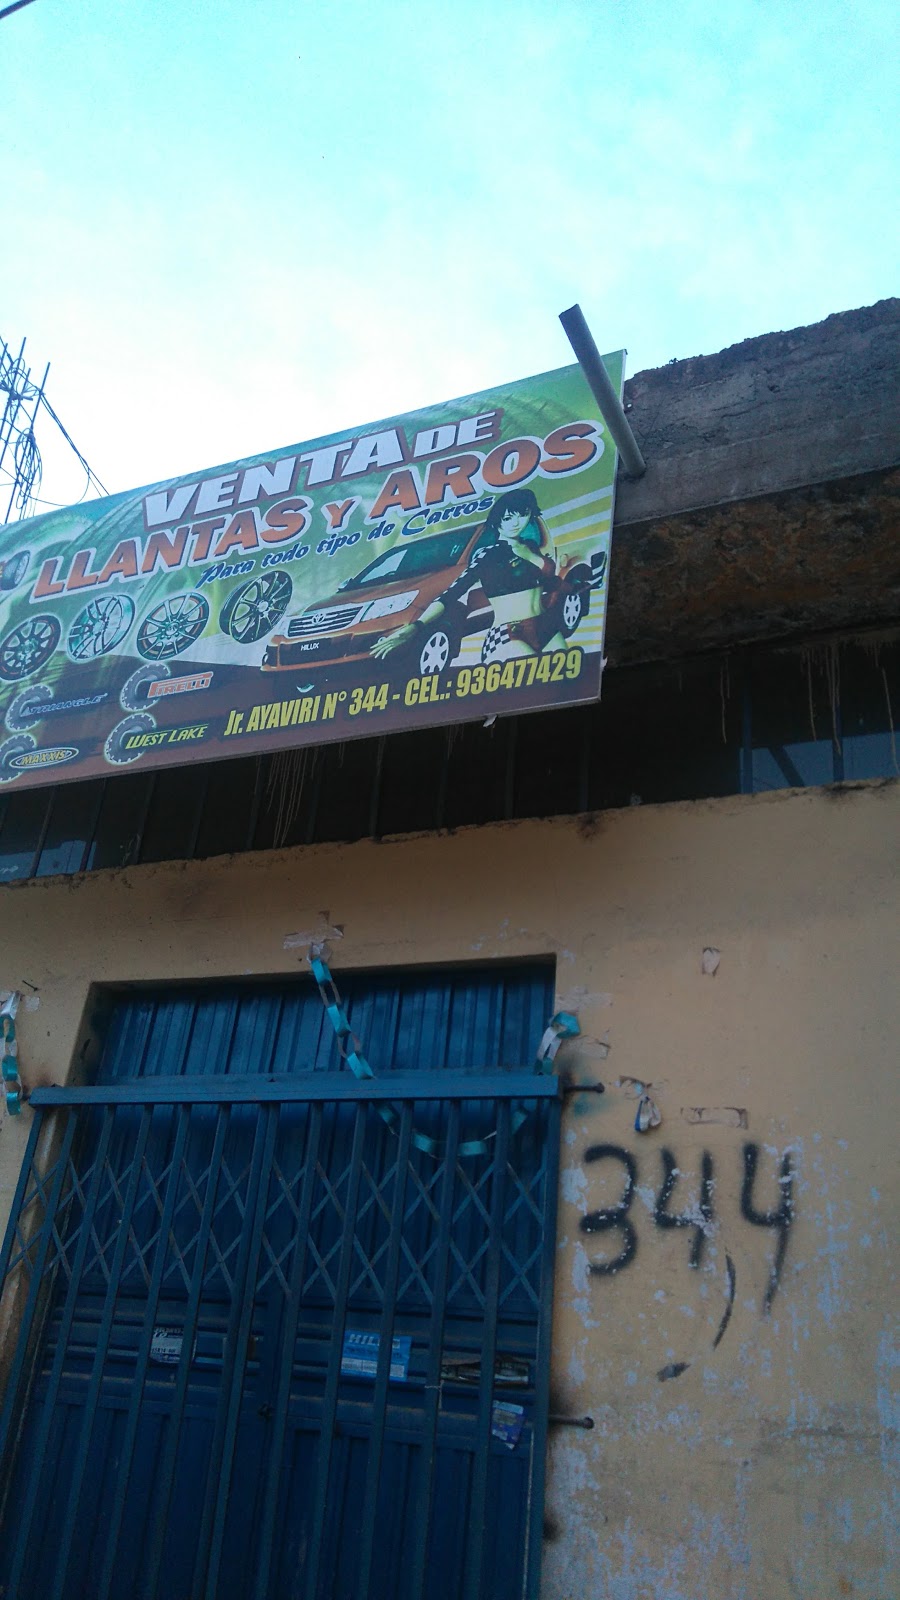 VENTA DE
LLANTAS Y AROS
Para todo tipo de Carros
HILUX
TRIANGLE
PIRELLI
MAXXIS
WEST LAKE
Jr. AYAVIRI N° 344 - CEL.: 936477429
344